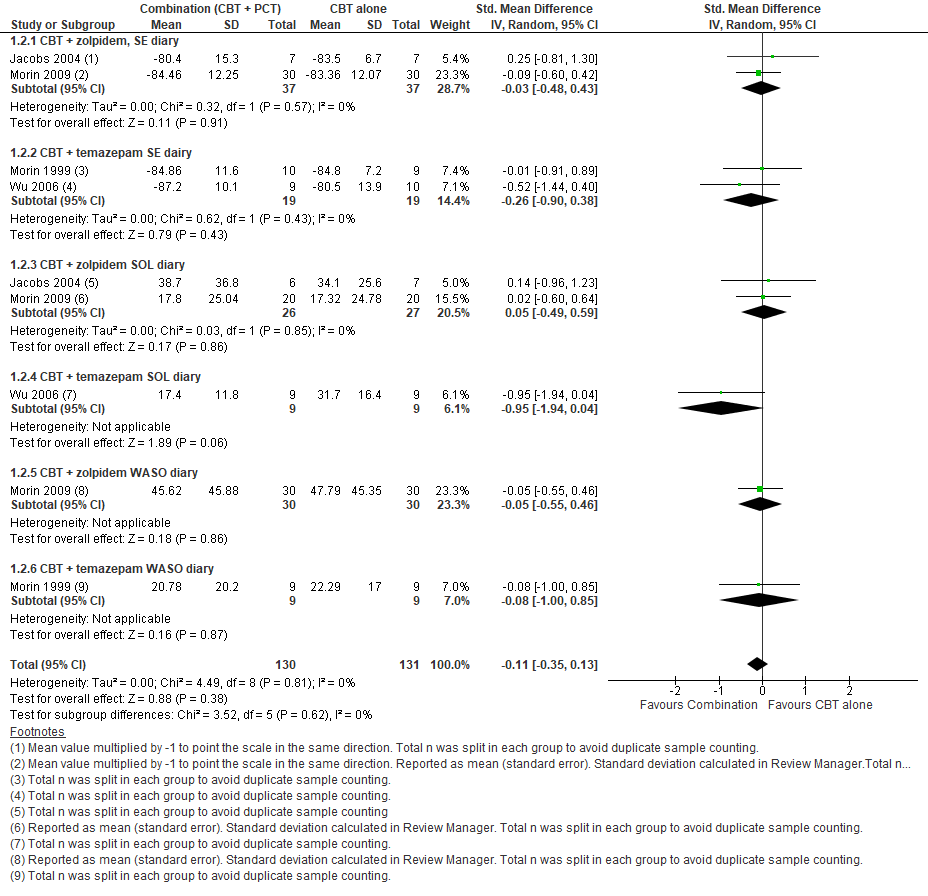 Combination (CBT + PCT) CBT alone Std. Mean Difference Std. Mean Difference
Study or Subgroup Mean SD Total Mean SD Total Weight IV, Random, 95% CI IV, Random, 95% CI
1.2.1 CBT + zolpidem, SE diary
Jacobs 2004 (1) -80.4 15.3 7 -83.5 6.7 7 5.4% 0.25 [-0.81, 1.30]
Morin 2009 (2) -84.46 12.25 30 -83.36 12.07 30 23.3% -0.09 [-0.60, 0.42]
Subtotal (95% CI) 37 37 28.7% -0.03 [-0.48, 0.43]
Heterogeneity: Tau² = 0.00; Chi² = 0.32, df = 1 (P = 0.57); I² = 0%
Test for overall effect: Z = 0.11 (P = 0.91)
1.2.2 CBT + temazepam SE dairy
Morin 1999 (3) -84.86 11.6 10 -84.8 7.2 9 7.4% -0.01 [-0.91, 0.89]
Wu 2006 (4) -87.2 10.1 9 -80.5 13.9 10 7.1% -0.52 [-1.44, 0.40]
Subtotal (95% CI) 19 19 14.4% -0.26 [-0.90, 0.38]
Heterogeneity: Tau² = 0.00; Chi² = 0.62, df = 1 (P = 0.43); I² = 0%
Test for overall effect: Z = 0.79 (P = 0.43)
1.2.3 CBT + zolpidem SOL diary
Jacobs 2004 (5) 38.7 36.8 6 34.1 25.6 7 5.0% 0.14 [-0.96, 1.23]
Morin 2009 (6) 17.8 25.04 20 17.32 24.78 20 15.5% 0.02 [-0.60, 0.64]
Subtotal (95% CI) 26 27 20.5% 0.05 [-0.49, 0.59]
Heterogeneity: Tau² = 0.00; Chi² = 0.03, df = 1 (P = 0.85); I² = 0%
Test for overall effect: Z = 0.17 (P = 0.86)
1.2.4 CBT + temazepam SOL diary
Wu 2006 (7) 17.4 11.8 9 31.7 16.4 9 6.1% -0.95 [-1.94, 0.04]
Subtotal (95% CI) 9 9 6.1% -0.95 [-1.94, 0.04]
Heterogeneity: Not applicable
Test for overall effect: Z = 1.89 (P = 0.06)
1.2.5 CBT + zolpidem WASO diary
Morin 2009 (8) 45.62 45.88 30 47.79 45.35 30 23.3% -0.05 [-0.55, 0.46]
Subtotal (95% CI) 30 30 23.3% -0.05 [-0.55, 0.46]
Heterogeneity: Not applicable
Test for overall effect: Z = 0.18 (P = 0.86)
1.2.6 CBT + temazepam WASO diary
Morin 1999 (9) 20.78 20.2 9 22.29 17 9 7.0% -0.08 [-1.00, 0.85]
Subtotal (95% CI) 9 9 7.0% -0.08 [-1.00, 0.85]
Heterogeneity: Not applicable
Test for overall effect: Z = 0.16 (P = 0.87)
Total (95% CI) 130 131 100.0% -0.11 [-0.35, 0.13]
Heterogeneity: Tau² = 0.00; Chi² = 4.49, df = 8 (P = 0.81); I² = 0%
Test for overall effect: Z = 0.88 (P = 0.38)
Test for subgroup differences: Chi² = 3.52, df = 5 (P = 0.62), I² = 0%
-2 -1 0 1 2
Favours Combination Favours CBT alone
Footnotes
(1) Mean value multiplied by -1 to point the scale in the same direction. Total n was split in each group to avoid duplicate sample counting.
(2) Mean value multiplied by -1 to point the scale in the same direction. Reported as mean (standard error). Standard deviation calculated in Review Manager.Total n...
(3) Total n was split in each group to avoid duplicate sample counting.
(4) Total n was split in each group to avoid duplicate sample counting.
(5) Total n was split in each group to avoid duplicate sample counting
(6) Reported as mean (standard error). Standard deviation calculated in Review Manager. Total n was split in each group to avoid duplicate sample counting.
(7) Total n was split in each group to avoid duplicate sample counting.
(8) Reported as mean (standard error). Standard deviation calculated in Review Manager. Total n was split in each group to avoid duplicate sample counting.
(9) Total n was split in each group to avoid duplicate sample counting.